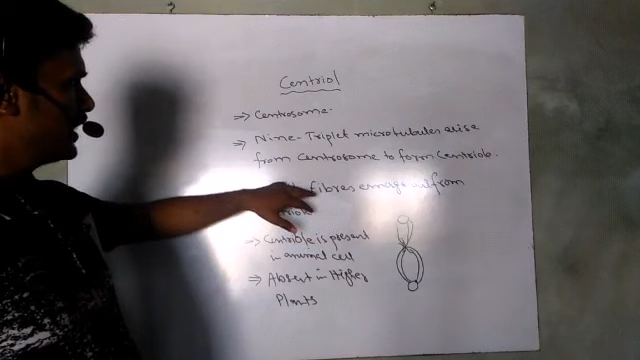 Centriol
⇒ Centrosome.
⇒ Nine-Triplet microtubules arise
from Centrosome to form Centriole.
fibres from
→ Centriole is present
in animal cell
⇒ Absent in Higher
Plants